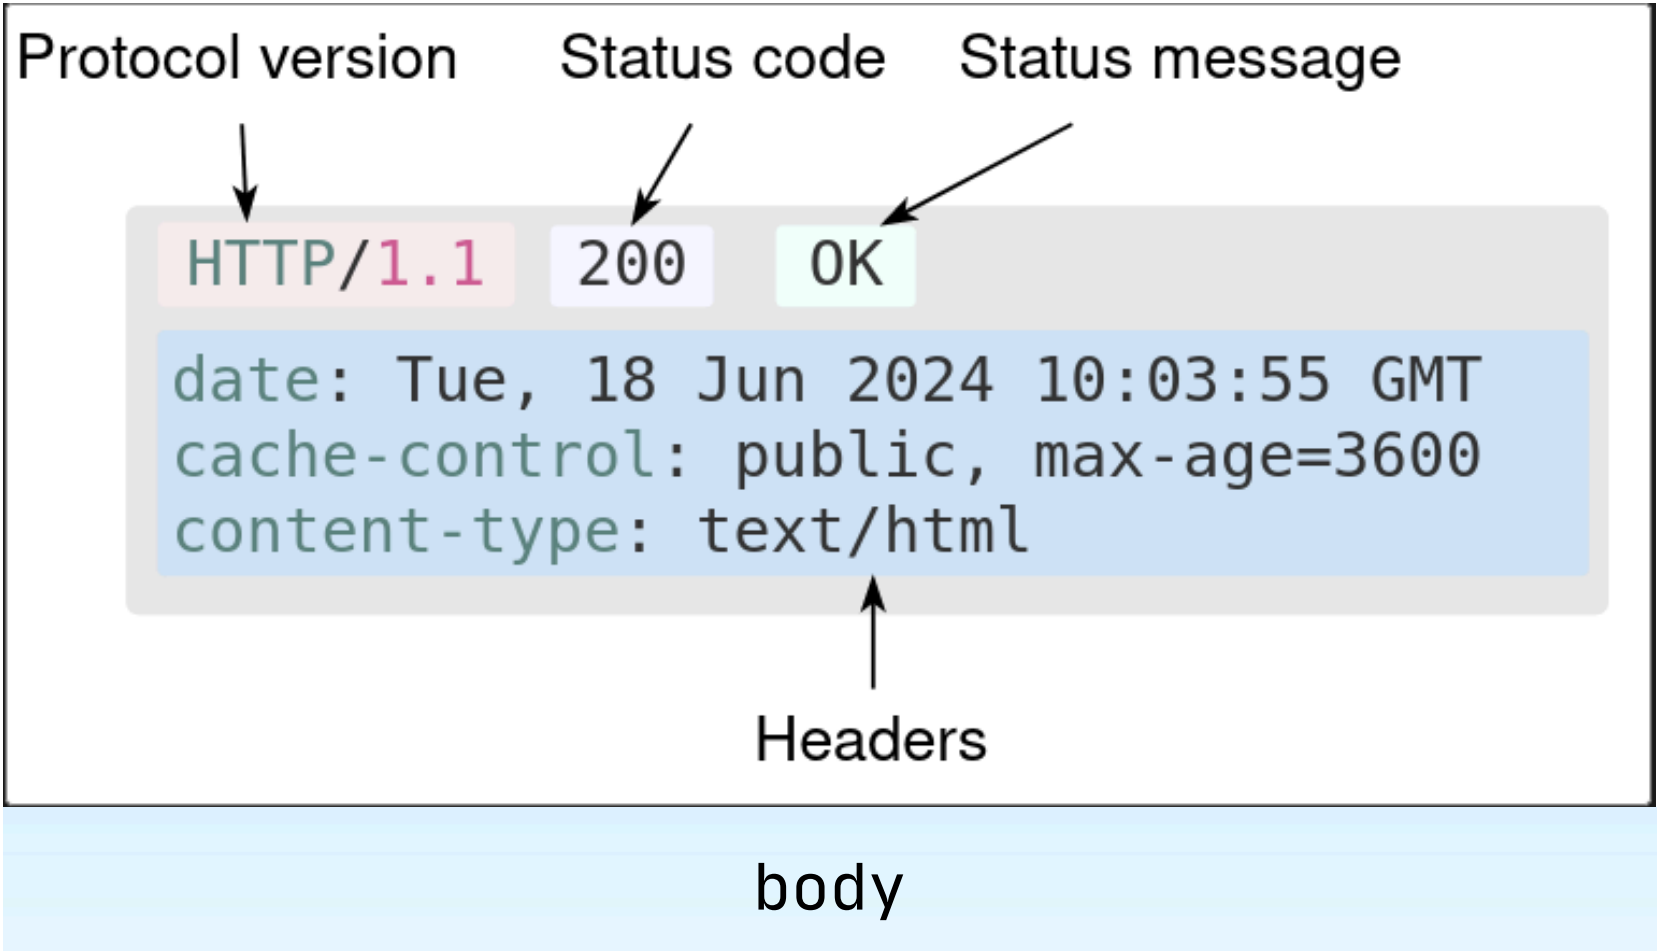 Protocol version Status code Status message
HTTP/1.1 200 OK
date: Tue, 18 Jun 2024 10:03:55 GMT
cache-control: public, max-age=3600
content-type: text/html
Headers
body